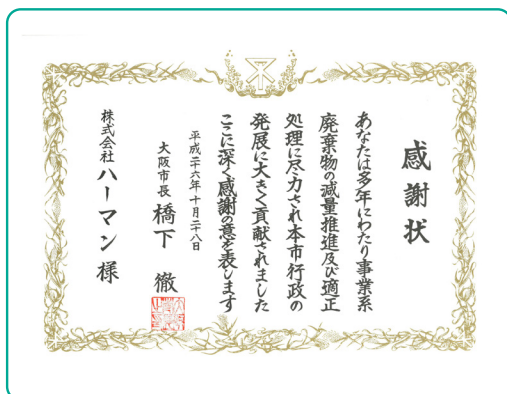 感謝状
あなたは多年にわたり事業系
廃棄物の減量推進及び適正
処理に尽力され本市行政の
発展に大きく貢献されました
ここに深く感謝の意を表します
平成二十六年十月二十八日
大阪市長 橋下 徹
株式会社 ハーマン 様